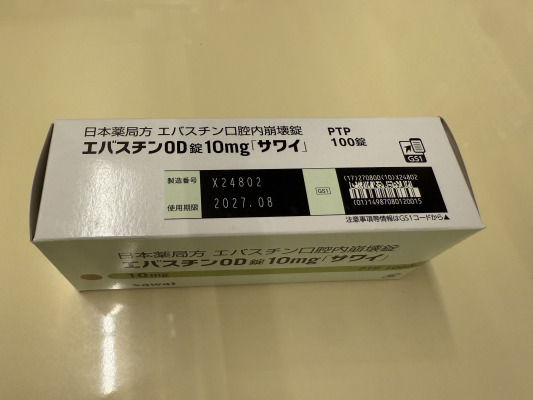 日本薬局方 エバスチン口腔内崩壊錠
エバスチンOD錠10mg「サワイ」
PTP
100錠
GS1
製造番号 X24802
使用期限 2027.08
GS1
(17)270800(10)X24802
(01)14987080120015
注意事項等情報はGS1コードから▲
日本薬局方 エバスチン口腔内崩壊錠
エバスチンOD錠10mg「サワイ」
10mg
sawai
PTP